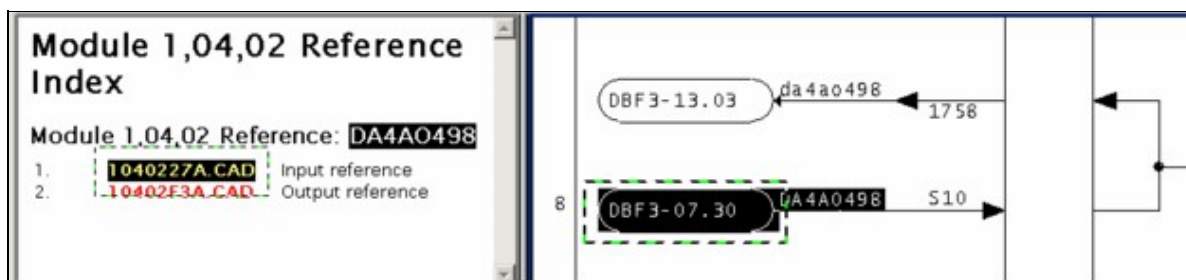 Module 1,04,02 Reference
Index
Module 1,04,02 Reference: DA4AO498
1. 1040227A.CAD Input reference
2. 10402F3A.CAD Output reference
DBF3-13.03 da4ao498
1758
8 DBF3-07.30 DA4AO498 S10